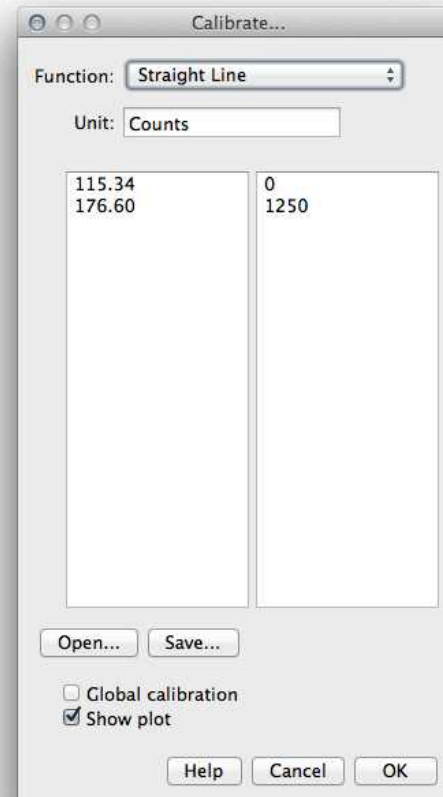 Calibrate...
Function: Straight Line
Unit: Counts
115.34 0
176.60 1250
Open... Save...
Global calibration
Show plot
Help Cancel OK